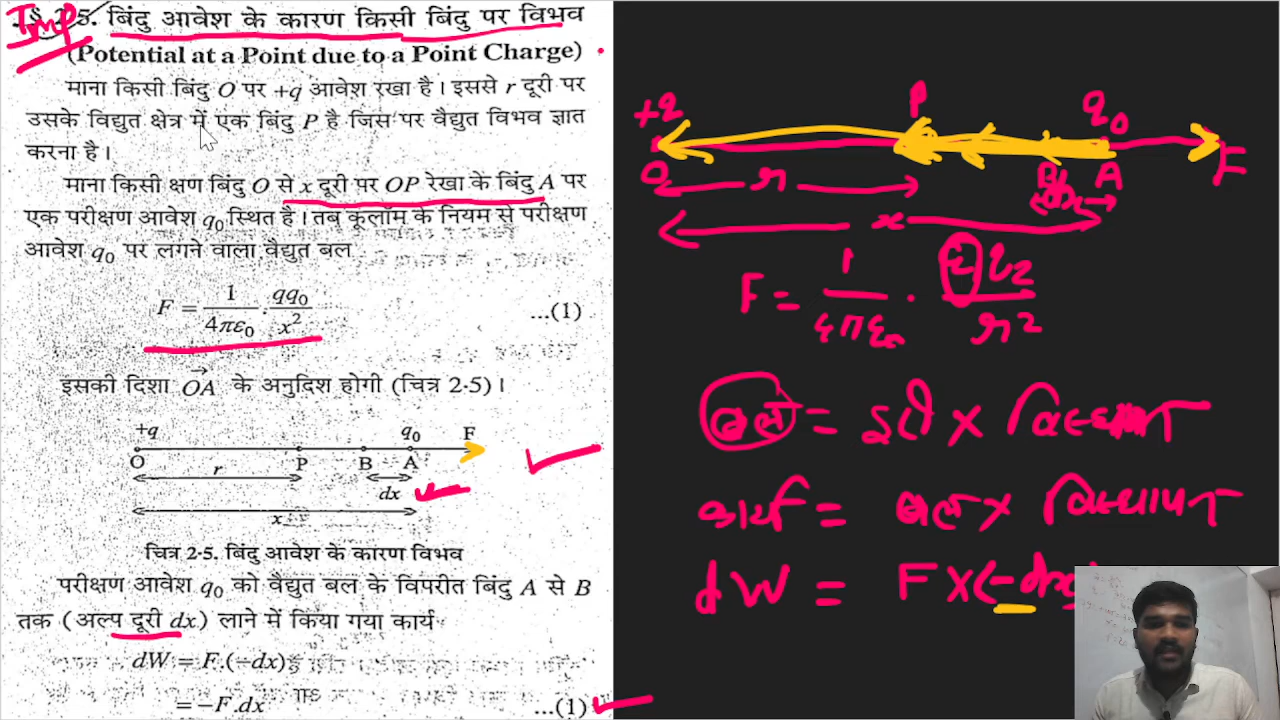 Imp
5. बिंदु आवेश के कारण किसी बिंदु पर विभव
(Potential at a Point due to a Point Charge)
माना किसी बिंदु O पर +q आवेश रखा है। इससे r दूरी पर
उसके विद्युत क्षेत्र में एक बिंदु P है जिस पर वैद्युत विभव ज्ञात
करना है।
माना किसी क्षण बिंदु O से x दूरी पर OP रेखा के बिंदु A पर
एक परीक्षण आवेश q₀ स्थित है। तब कूलॉम के नियम से परीक्षण
आवेश q₀ पर लगने वाला वैद्युत बल
F = 1/4πε₀ · qq₀/x² ...(1)
इसकी दिशा OA⃗ के अनुदिश होगी (चित्र 2·5)।
+q q₀ F
O r P B A
dx
x
चित्र 2·5. बिंदु आवेश के कारण विभव
परीक्षण आवेश q₀ को वैद्युत बल के विपरीत बिंदु A से B
तक (अल्प दूरी dx) लाने में किया गया कार्य
dW = F.(−dx)
= −F.dx ...(1)
+q P q₀
O B A F
r dx
x
F = 1/4πε₀ · q₂/r²
बल = × 
कार्य = बल × विस्थापन
dW = F×(−dx)